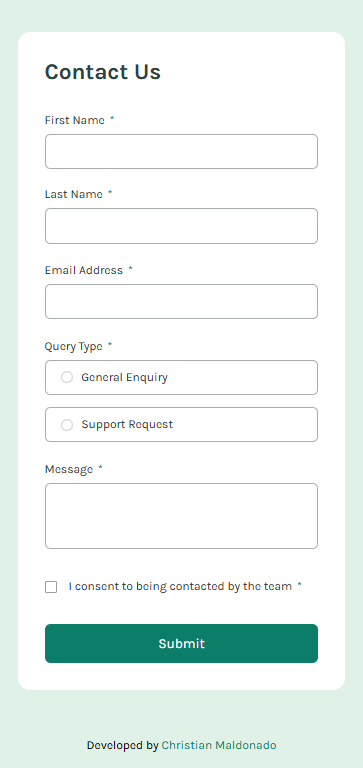 Contact Us
First Name *
Last Name *
Email Address *
Query Type *
General Enquiry
Support Request
Message *
I consent to being contacted by the team *
Submit
Developed by Christian Maldonado